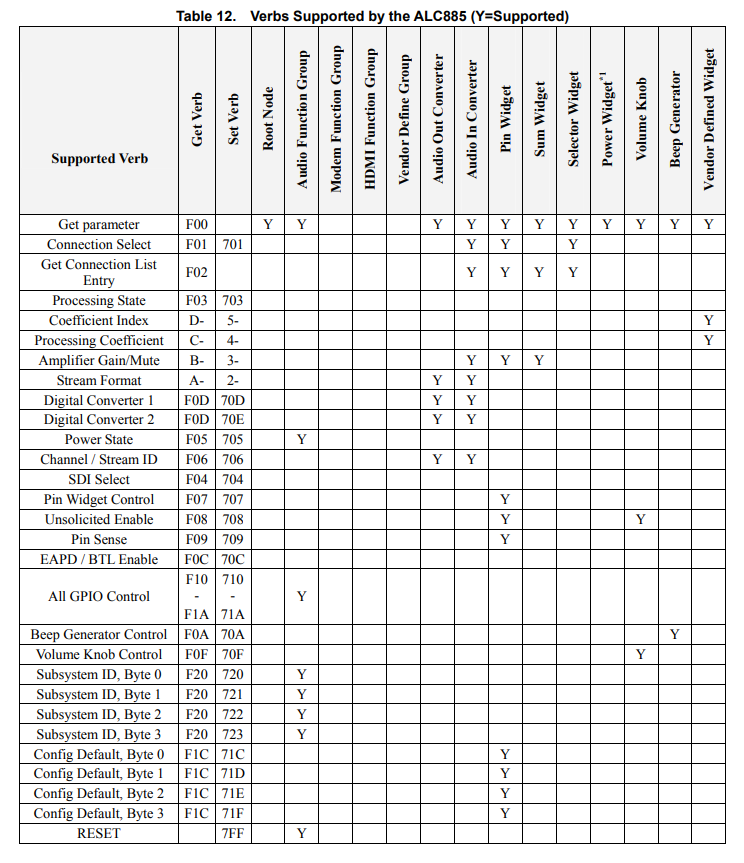 Table 12. Verbs Supported by the ALC885 (Y=Supported)
Supported Verb Get Verb Set Verb Root Node Audio Function Group Modem Function Group HDMI Function Group Vendor Define Group Audio Out Converter Audio In Converter Pin Widget Sum Widget Selector Widget Power Widget*1 Volume Knob Beep Generator Vendor Defined Widget
Get parameter F00 Y Y Y Y Y Y Y Y Y Y Y
Connection Select F01 701 Y Y Y
Get Connection List
Entry F02 Y Y Y Y
Processing State F03 703
Coefficient Index D- 5- Y
Processing Coefficient C- 4- Y
Amplifier Gain/Mute B- 3- Y Y Y
Stream Format A- 2- Y Y
Digital Converter 1 F0D 70D Y Y
Digital Converter 2 F0D 70E Y Y
Power State F05 705 Y
Channel / Stream ID F06 706 Y Y
SDI Select F04 704
Pin Widget Control F07 707 Y
Unsolicited Enable F08 708 Y Y
Pin Sense F09 709 Y
EAPD / BTL Enable F0C 70C
F10 710
All GPIO Control - - Y
F1A 71A
Beep Generator Control F0A 70A Y
Volume Knob Control F0F 70F Y
Subsystem ID, Byte 0 F20 720 Y
Subsystem ID, Byte 1 F20 721 Y
Subsystem ID, Byte 2 F20 722 Y
Subsystem ID, Byte 3 F20 723 Y
Config Default, Byte 0 F1C 71C Y
Config Default, Byte 1 F1C 71D Y
Config Default, Byte 2 F1C 71E Y
Config Default, Byte 3 F1C 71F Y
RESET 7FF Y